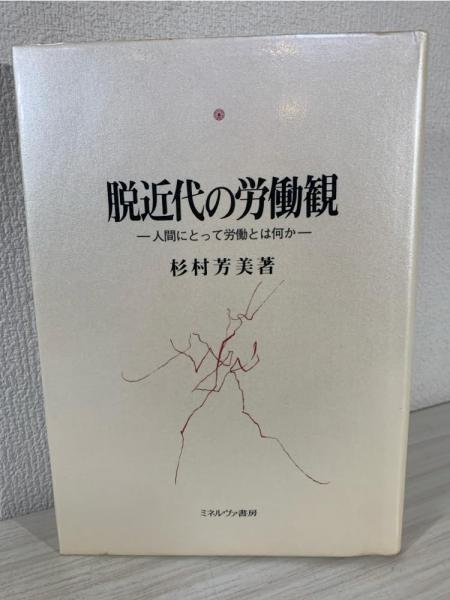 脱近代の労働観
―人間にとって労働とは何か―
杉村芳美著
ミネルヴァ書房